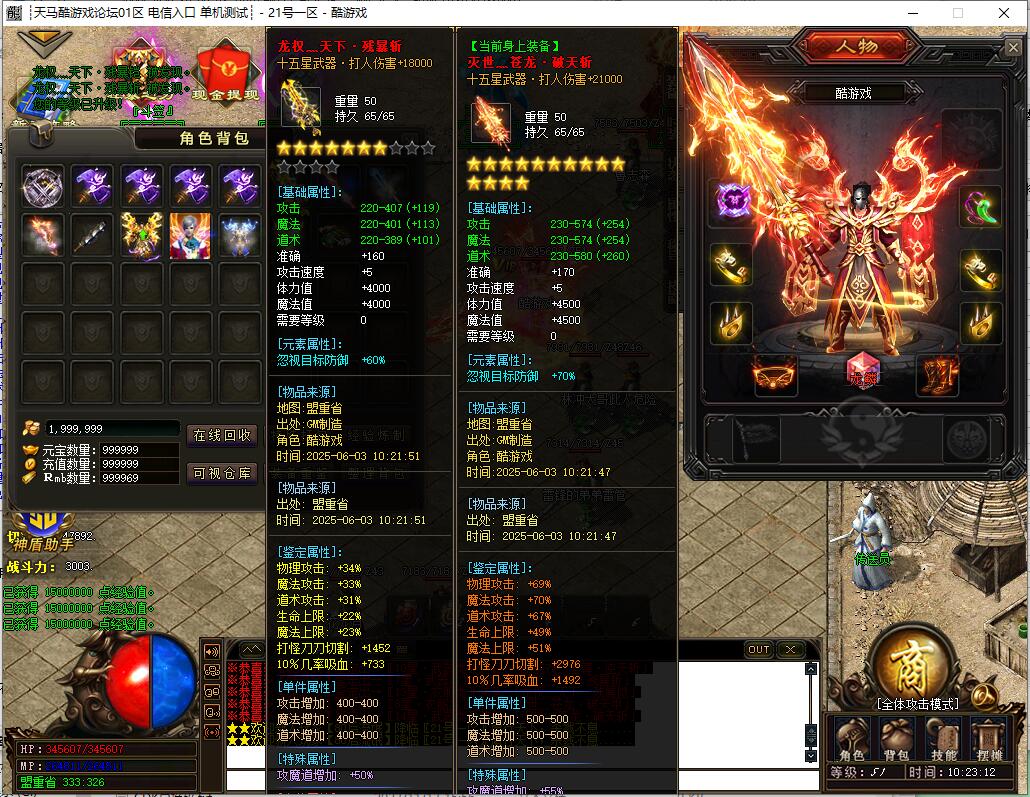 天马酷游戏论坛01区 电信入口 单机测试 - 21号一区 - 酷游戏
现金提现
您的等级已升级!
角色背包
1,999,999
在线回收
元宝数量: 999999
充值数量: 999999
Rmb数量: 999969
可视仓库
神盾助手
47892
战斗力: 3003
已获得 15000000 点经验值。
已获得 15000000 点经验值。
已获得 15000000 点经验值。
HP:345607/345607
盟重省 333:326
龙权﹏天下·残暴斩
十五星武器·打人伤害+18000
重量 50
持久 65/65
[基础属性]:
攻击 220-407(+119)
魔法 220-401(+113)
道术 220-389(+101)
准确 +160
攻击速度 +5
体力值 +4000
魔法值 +4000
需要等级 0
[元素属性]:
忽视目标防御 +60%
[物品来源]
地图:盟重省
出处:GM制造
角色:酷游戏
时间:2025-06-03 10:21:51
[物品来源]
出处: 盟重省
时间: 2025-06-03 10:21:51
[鉴定属性]:
物理攻击: +34%
魔法攻击: +33%
道术攻击: +31%
生命上限: +22%
魔法上限: +23%
打怪刀刀切割: +1452
10%几率吸血: +733
[单件属性]
攻击增加: 400-400
魔法增加: 400-400
道术增加: 400-400
[特殊属性]
攻魔道增加: +50%
【当前身上装备】
灭世﹏苍龙·破天斩
十五星武器·打人伤害+21000
重量 50
持久 65/65
[基础属性]:
攻击 230-574(+254)
魔法 230-574(+254)
道术 230-580(+260)
准确 +170
攻击速度 +5
体力值 +4500
魔法值 +4500
需要等级 0
[元素属性]:
忽视目标防御 +70%
[物品来源]
地图:盟重省
出处:GM制造
角色:酷游戏
时间:2025-06-03 10:21:47
[物品来源]
出处: 盟重省
时间: 2025-06-03 10:21:47
[鉴定属性]:
物理攻击: +69%
魔法攻击: +70%
道术攻击: +67%
生命上限: +49%
魔法上限: +51%
打怪刀刀切割: +2976
10%几率吸血: +1492
[单件属性]
攻击增加: 500-500
魔法增加: 500-500
道术增加: 500-500
[特殊属性]
攻魔道增加: +55%
人物
酷游戏
传送员
OUT
商
[全体攻击模式]
角色 背包 技能 摆摊
等级: 51 时间: 10:23:12